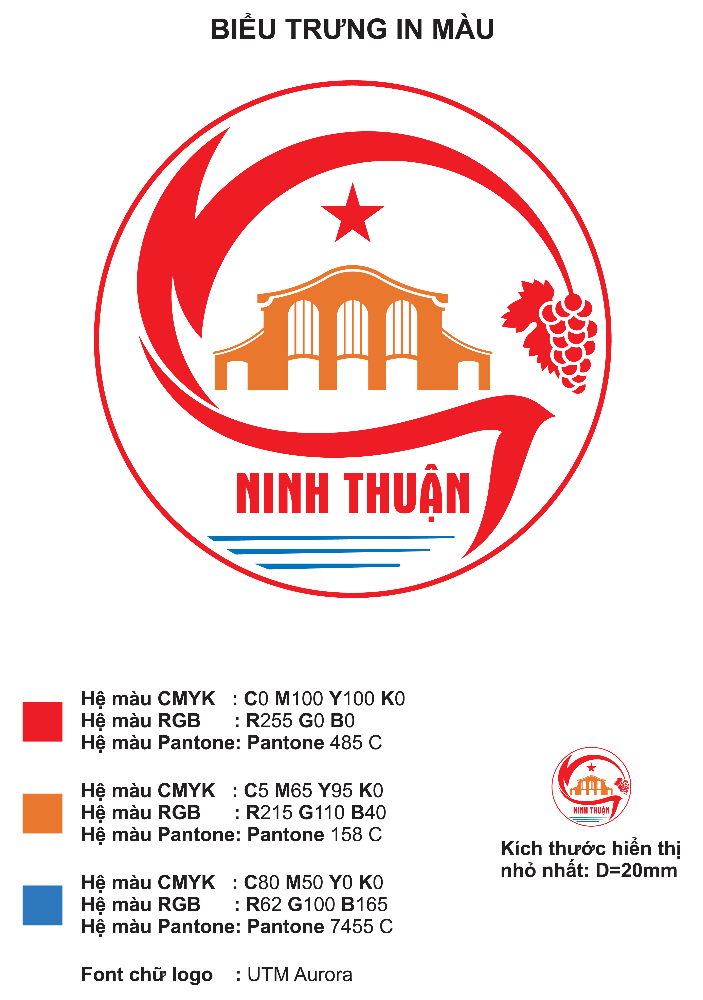 BIỂU TRƯNG IN MÀU
NINH THUẬN
Hệ màu CMYK : C0 M100 Y100 K0
Hệ màu RGB : R255 G0 B0
Hệ màu Pantone: Pantone 485 C
Hệ màu CMYK : C5 M65 Y95 K0
Hệ màu RGB : R215 G110 B40
Hệ màu Pantone: Pantone 158 C
Hệ màu CMYK : C80 M50 Y0 K0
Hệ màu RGB : R62 G100 B165
Hệ màu Pantone: Pantone 7455 C
Font chữ logo : UTM Aurora
NINH THUẬN
Kích thước hiển thị
nhỏ nhất: D=20mm